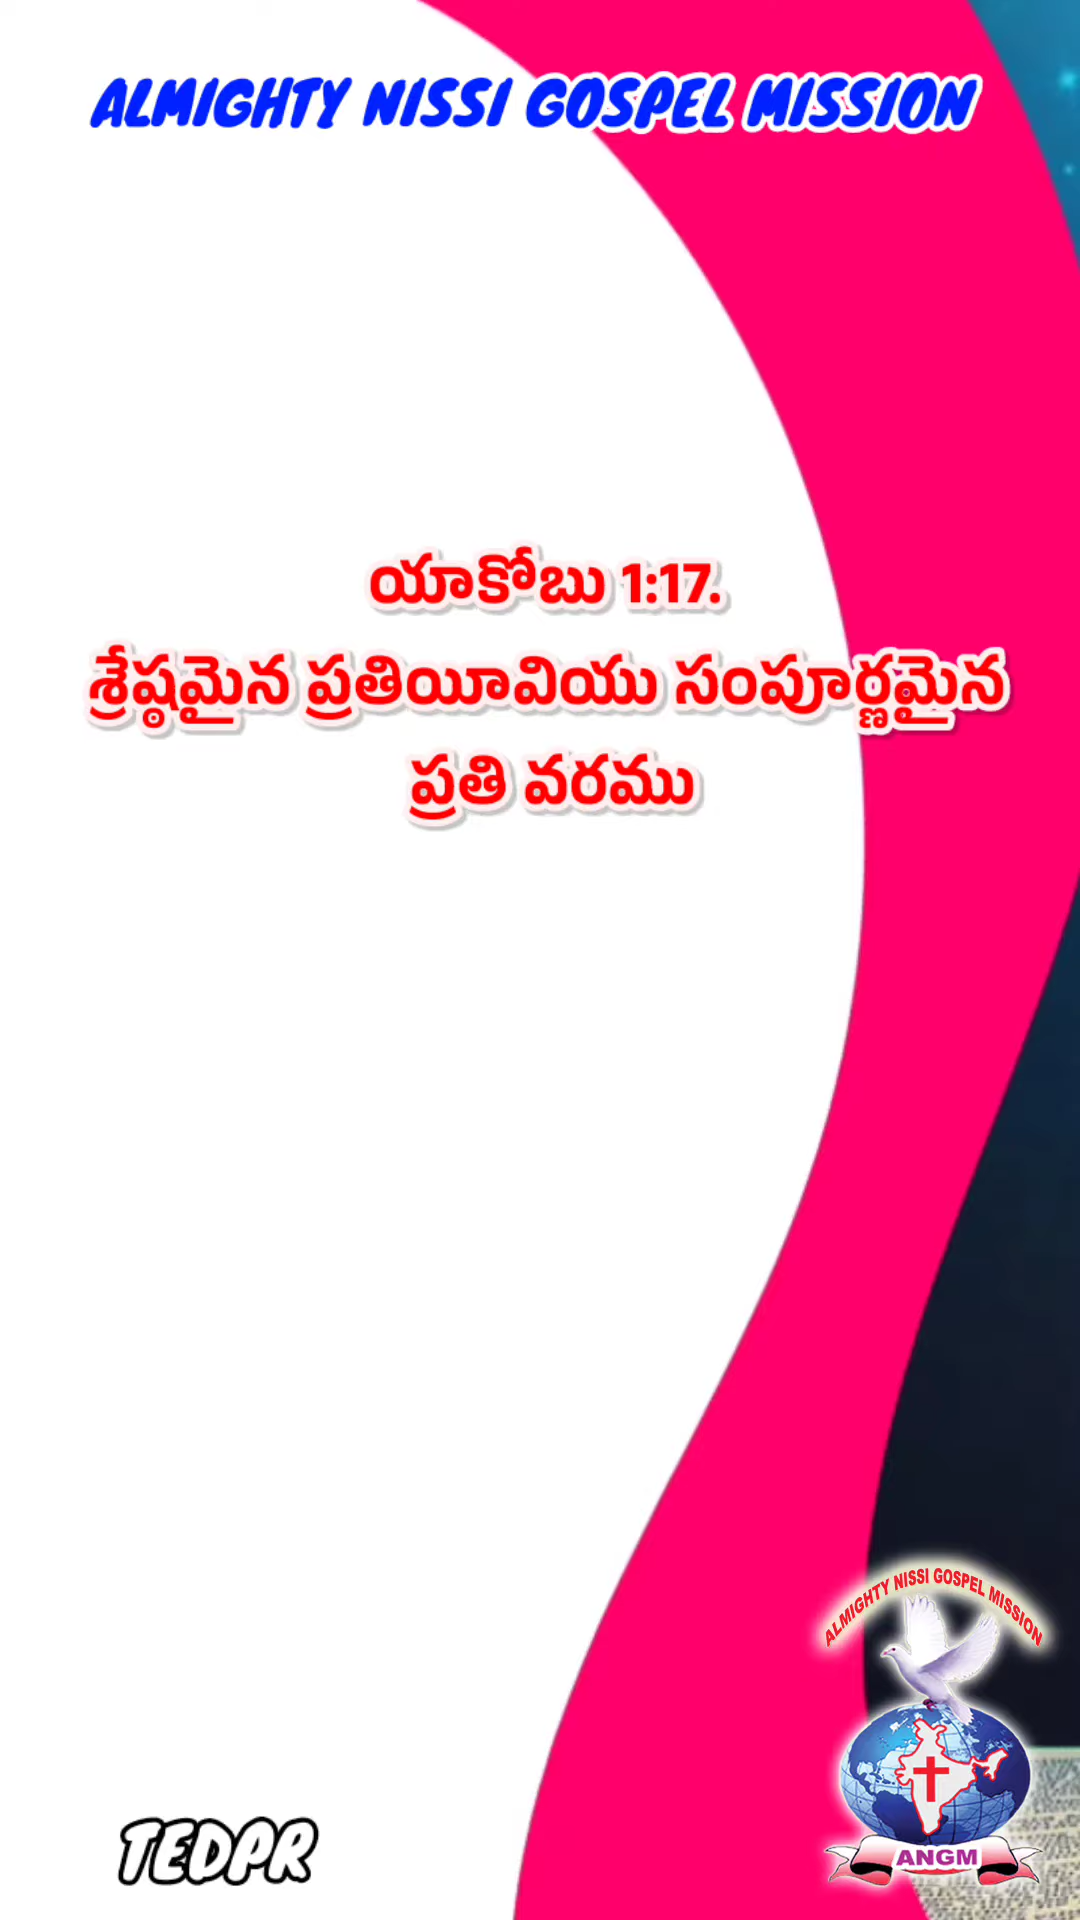 ALMIGHTY NISSI GOSPEL MISSION
యాకోబు 1:17.
శ్రేష్ఠమైన ప్రతియీవియు సంపూర్ణమైన
ప్రతి వరము
ALMIGHTY NISSI GOSPEL MISSION
ANGM
TEDPR